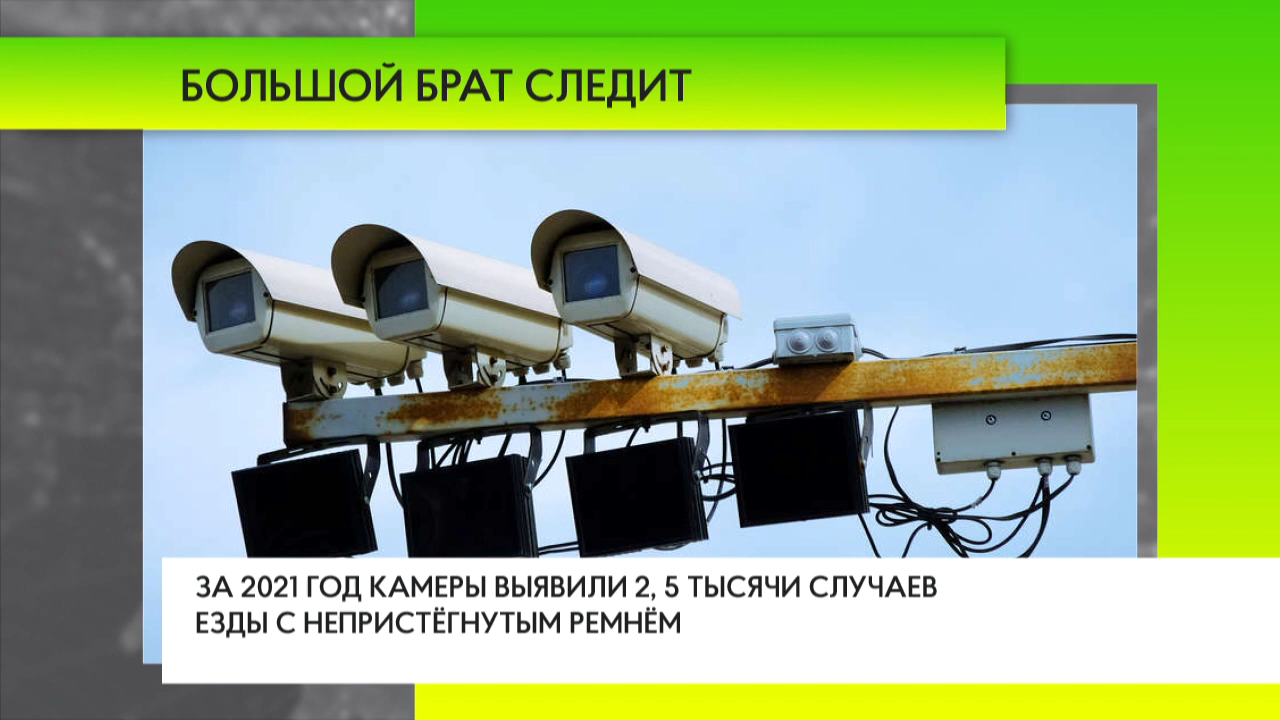 БОЛЬШОЙ БРАТ СЛЕДИТ
ЗА 2021 ГОД КАМЕРЫ ВЫЯВИЛИ 2, 5 ТЫСЯЧИ СЛУЧАЕВ
ЕЗДЫ С НЕПРИСТЁГНУТЫМ РЕМНЁМ